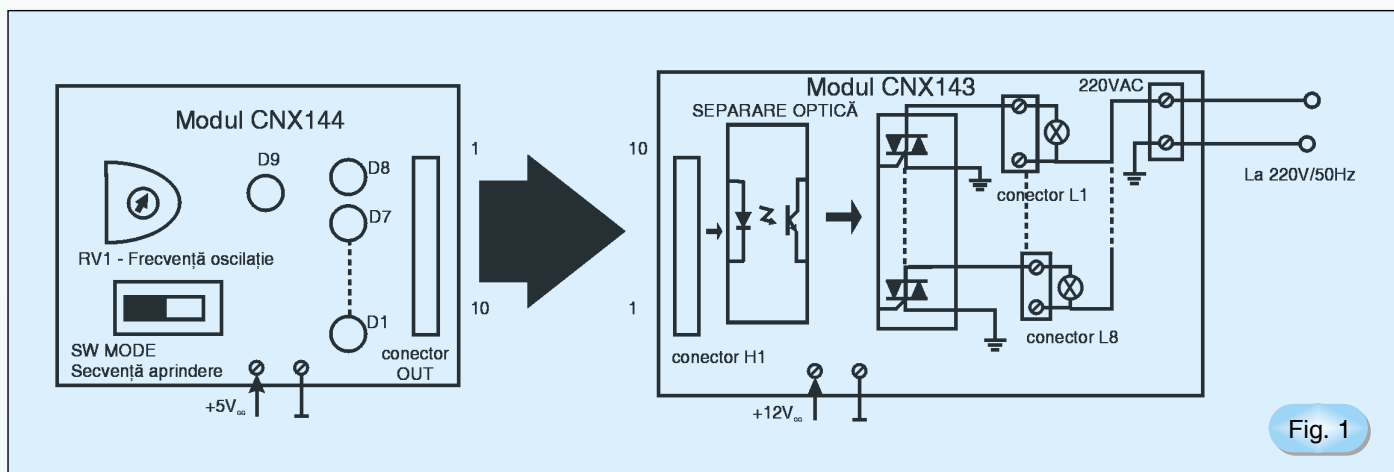 Modul CNX144
D9
D8
D7
D1
RV1 - Frecvență oscilație
SW MODE
Secvență aprindere
+5Vcc
conector
OUT
1
10
Modul CNX143
SEPARARE OPTICĂ
10
1
conector H1
+12Vcc
conector L1
conector L8
220VAC
La 220V/50Hz
Fig. 1